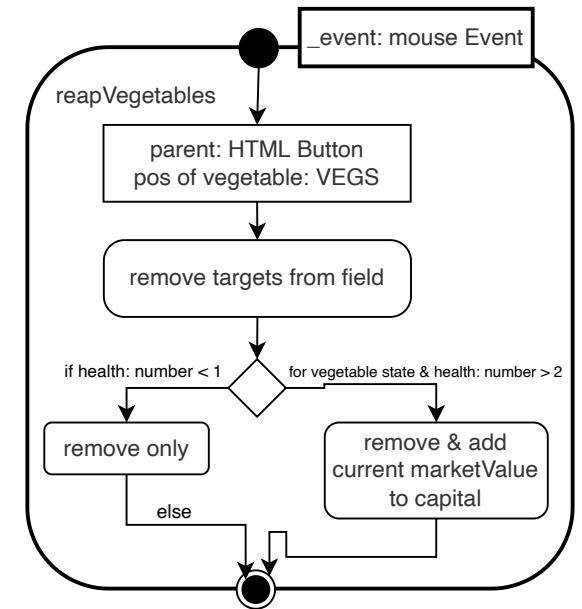 _event: mouse Event
reapVegetables
parent: HTML Button
pos of vegetable: VEGS
remove targets from field
if health: number < 1
for vegetable state & health: number > 2
remove only
remove & add
current marketValue
to capital
else